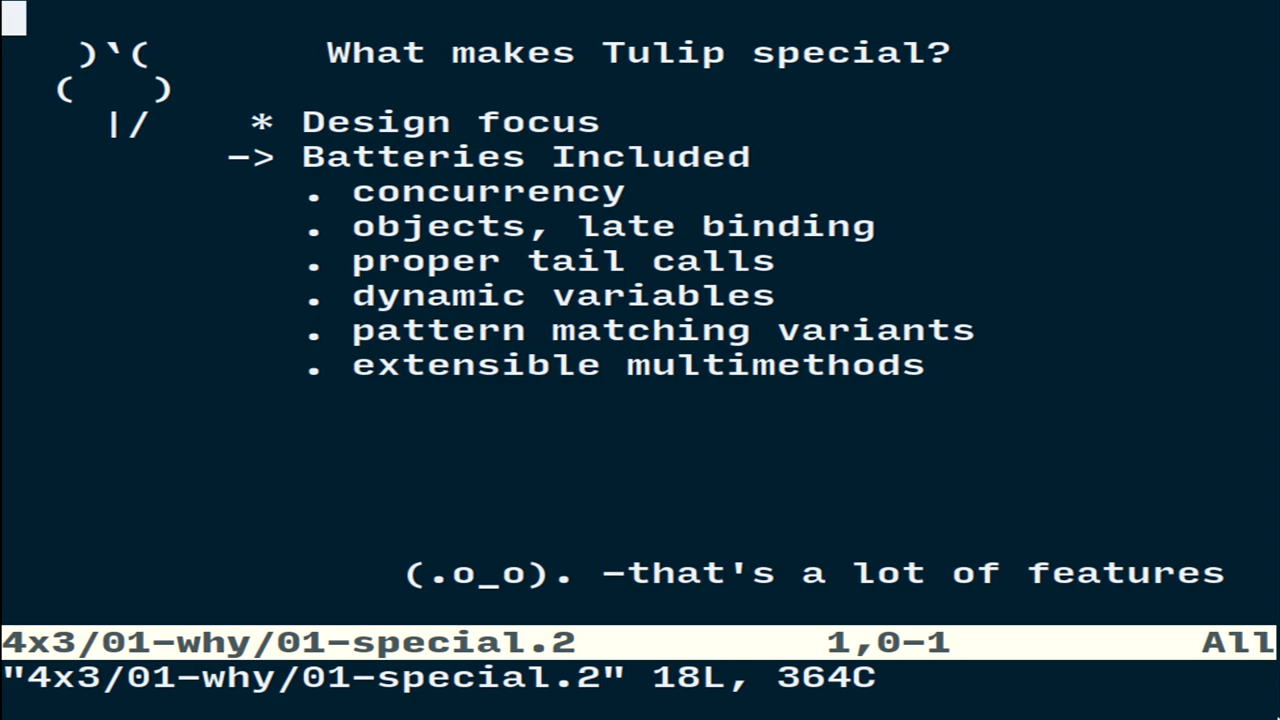 )`(          What makes Tulip special?
(   )
|/    * Design focus
-> Batteries Included
. concurrency
. objects, late binding
. proper tail calls
. dynamic variables
. pattern matching variants
. extensible multimethods
(.o_o). -that's a lot of features
4x3/01-why/01-special.2          1,0-1          All
"4x3/01-why/01-special.2" 18L, 364C